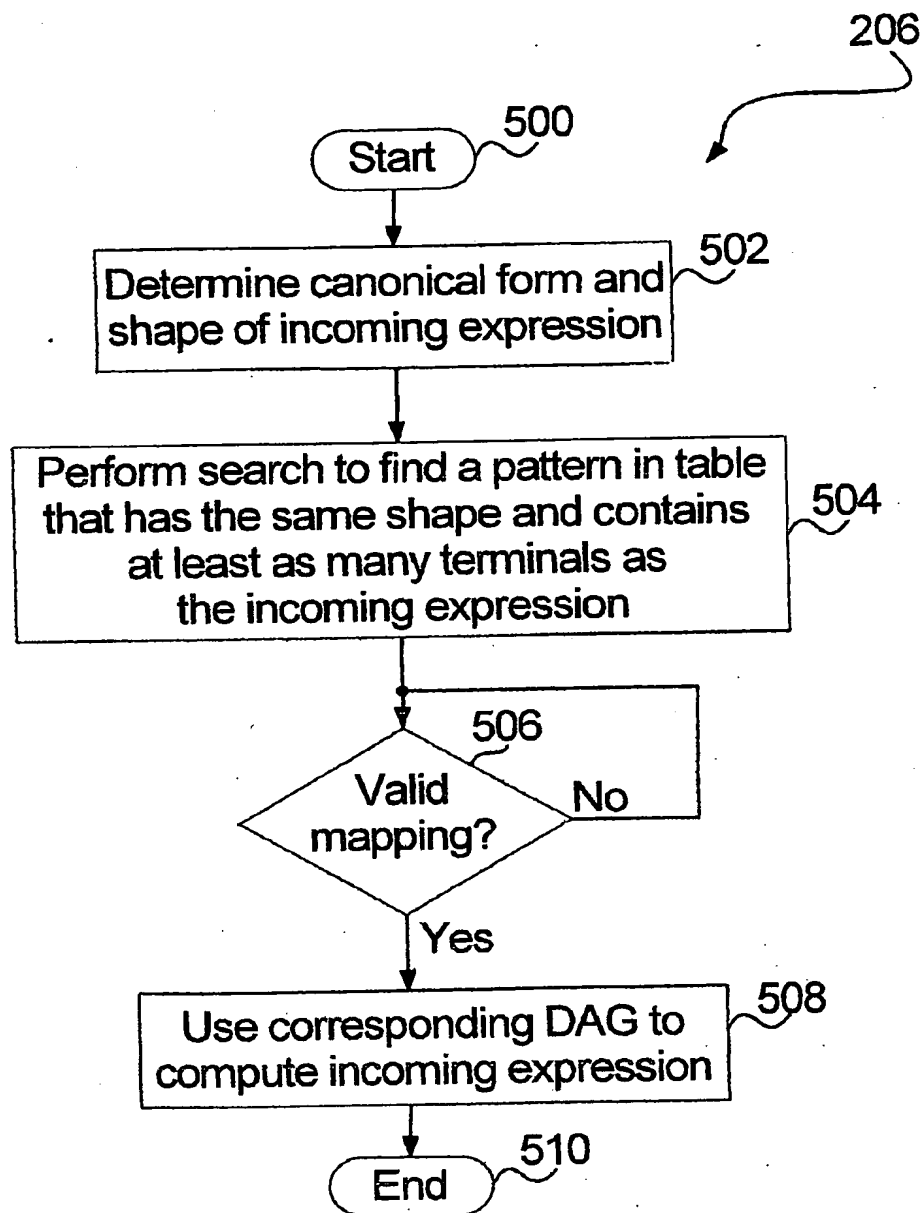 206
500
Start
502
Determine canonical form and
shape of incoming expression
504
Perform search to find a pattern in table
that has the same shape and contains
at least as many terminals as
the incoming expression
506
Valid
mapping?
No
Yes
508
Use corresponding DAG to
compute incoming expression
510
End